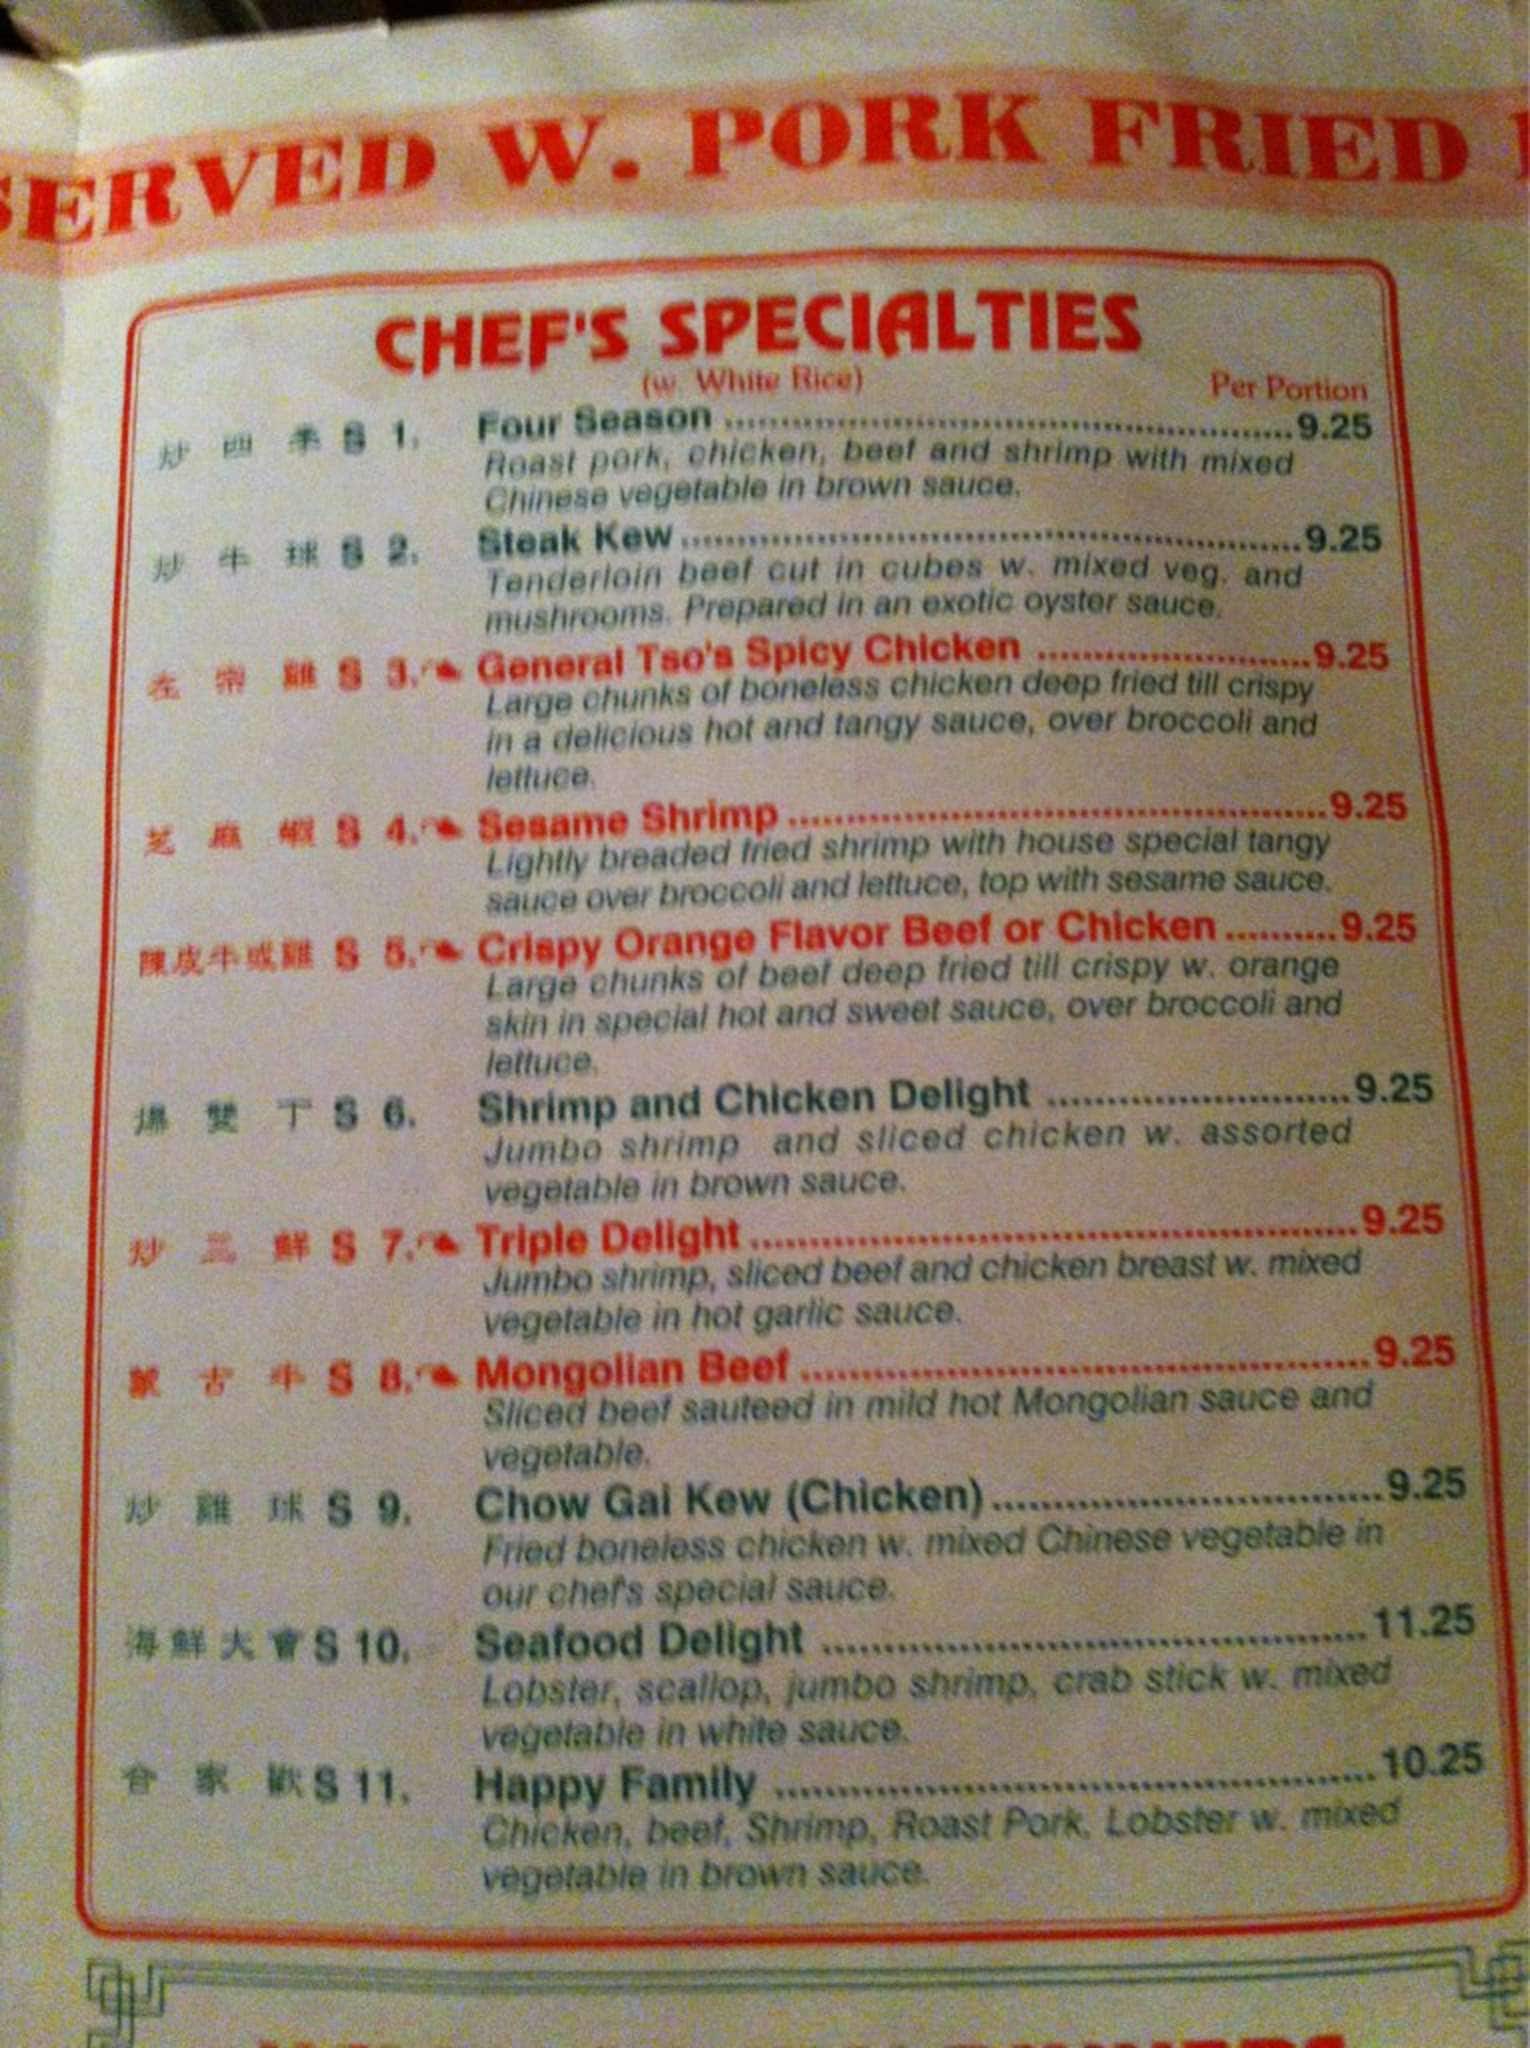 SERVED W. PORK FRIED
CHEF'S SPECIALTIES
(w White Rice)
Per Portion
炒四季 S 1. Four Season 9.25
Roast pork, chicken, beef and shrimp with mixed
Chinese vegetable in brown sauce.
炒牛球 S 2. Steak Kew 9.25
Tenderloin beef cut in cubes w. mixed veg. and
mushrooms. Prepared in an exotic oyster sauce.
左宗雞 S 3. General Tso's Spicy Chicken 9.25
Large chunks of boneless chicken deep fried till crispy
in a delicious hot and tangy sauce, over broccoli and
lettuce.
芝麻蝦 S 4. Sesame Shrimp 9.25
Lightly breaded fried shrimp with house special tangy
sauce over broccoli and lettuce, top with sesame sauce.
陳皮牛或雞 S 5. Crispy Orange Flavor Beef or Chicken 9.25
Large chunks of beef deep fried till crispy w. orange
skin in special hot and sweet sauce, over broccoli and
lettuce.
爆雙丁 S 6. Shrimp and Chicken Delight 9.25
Jumbo shrimp and sliced chicken w. assorted
vegetable in brown sauce.
炒三鮮 S 7. Triple Delight 9.25
Jumbo shrimp, sliced beef and chicken breast w. mixed
vegetable in hot garlic sauce.
蒙古牛 S 8. Mongolian Beef 9.25
Sliced beef sauteed in mild hot Mongolian sauce and
vegetable.
炒雞球 S 9. Chow Gai Kew (Chicken) 9.25
Fried boneless chicken w. mixed Chinese vegetable in
our chef's special sauce.
海鮮大會 S 10. Seafood Delight 11.25
Lobster, scallop, jumbo shrimp, crab stick w. mixed
vegetable in white sauce.
合家歡 S 11. Happy Family 10.25
Chicken, beef, Shrimp, Roast Pork, Lobster w. mixed
vegetable in brown sauce.